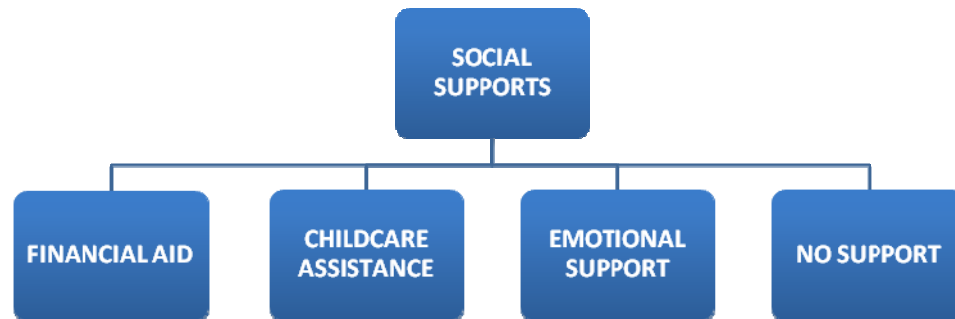 SOCIAL
SUPPORTS
FINANCIAL AID
CHILDCARE
ASSISTANCE
EMOTIONAL
SUPPORT
NO SUPPORT